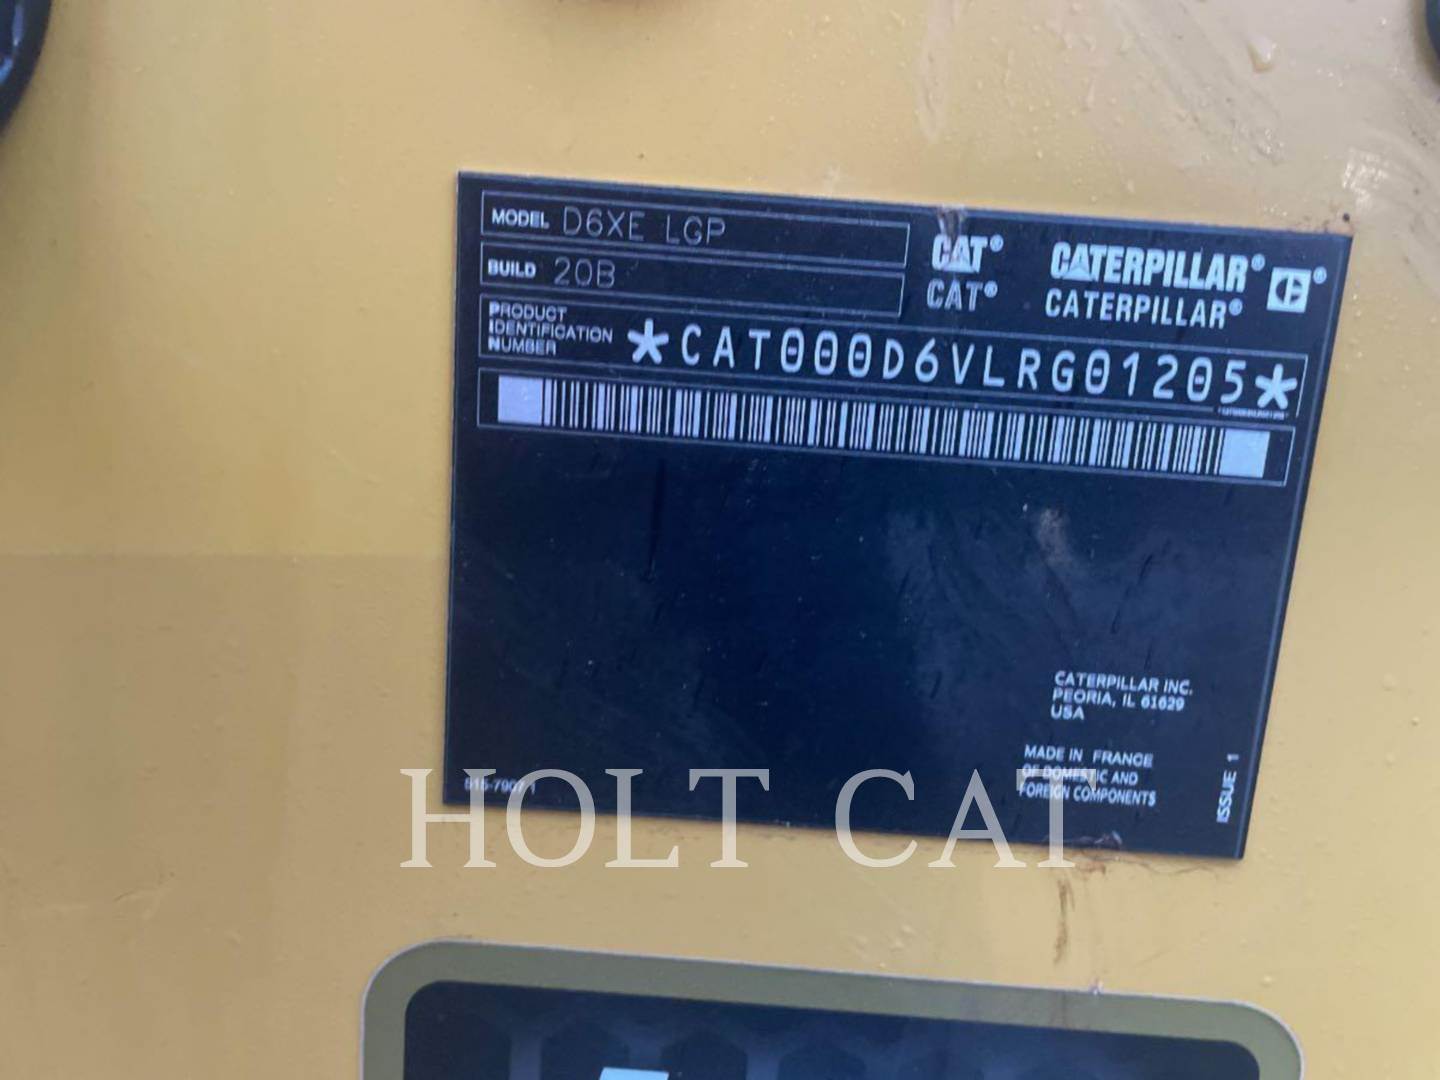 MODEL D6XE LGP
BUILD 20B
CAT® CATERPILLAR®
CAT® CATERPILLAR®
PRODUCT
IDENTIFICATION
NUMBER
*CAT000D6VLRG01205*
CATERPILLAR INC.
PEORIA, IL 61629
USA
MADE IN FRANCE
OF DOMESTIC AND
FOREIGN COMPONENTS
ISSUE 1
HOLT CAT